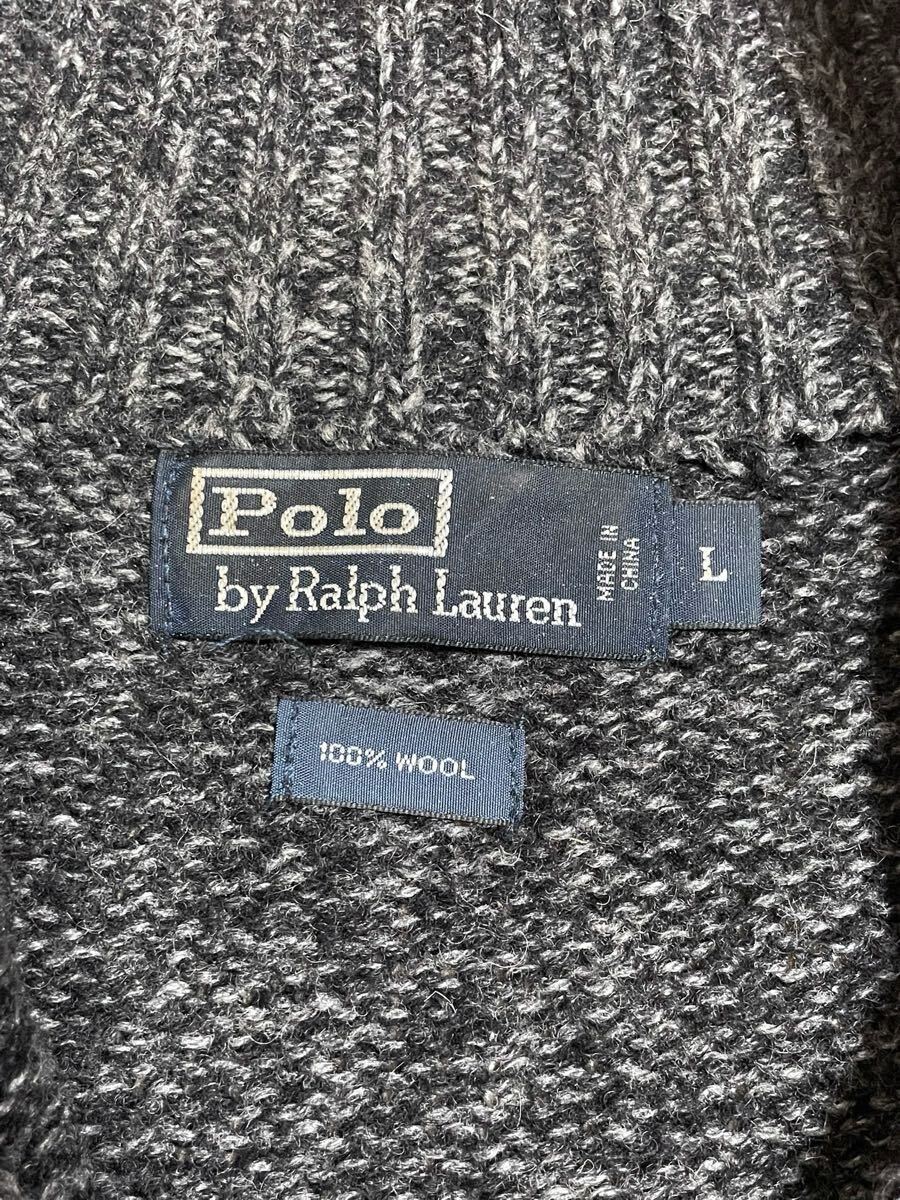 Polo
by Ralph Lauren
MADE IN
CHINA
L
100% WOOL